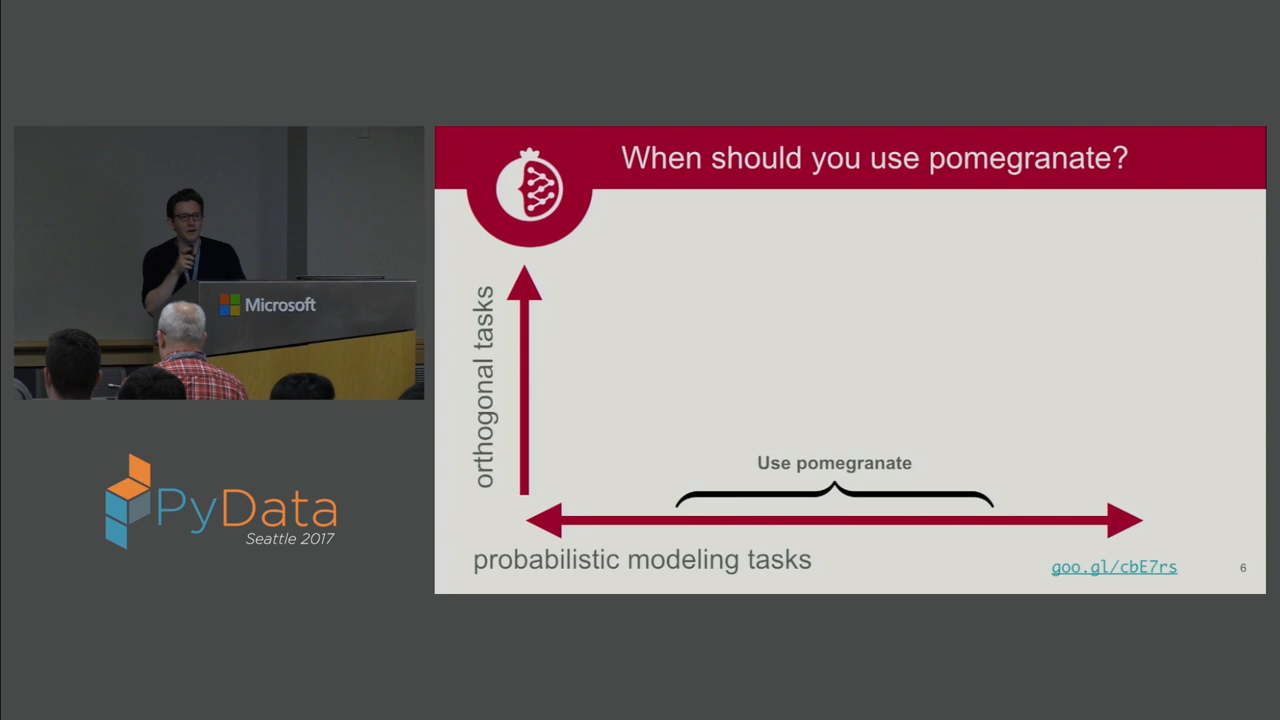 When should you use pomegranate?
Microsoft
orthogonal tasks
Use pomegranate
probabilistic modeling tasks
goo.gl/cbE7rs
6
PyData
Seattle 2017